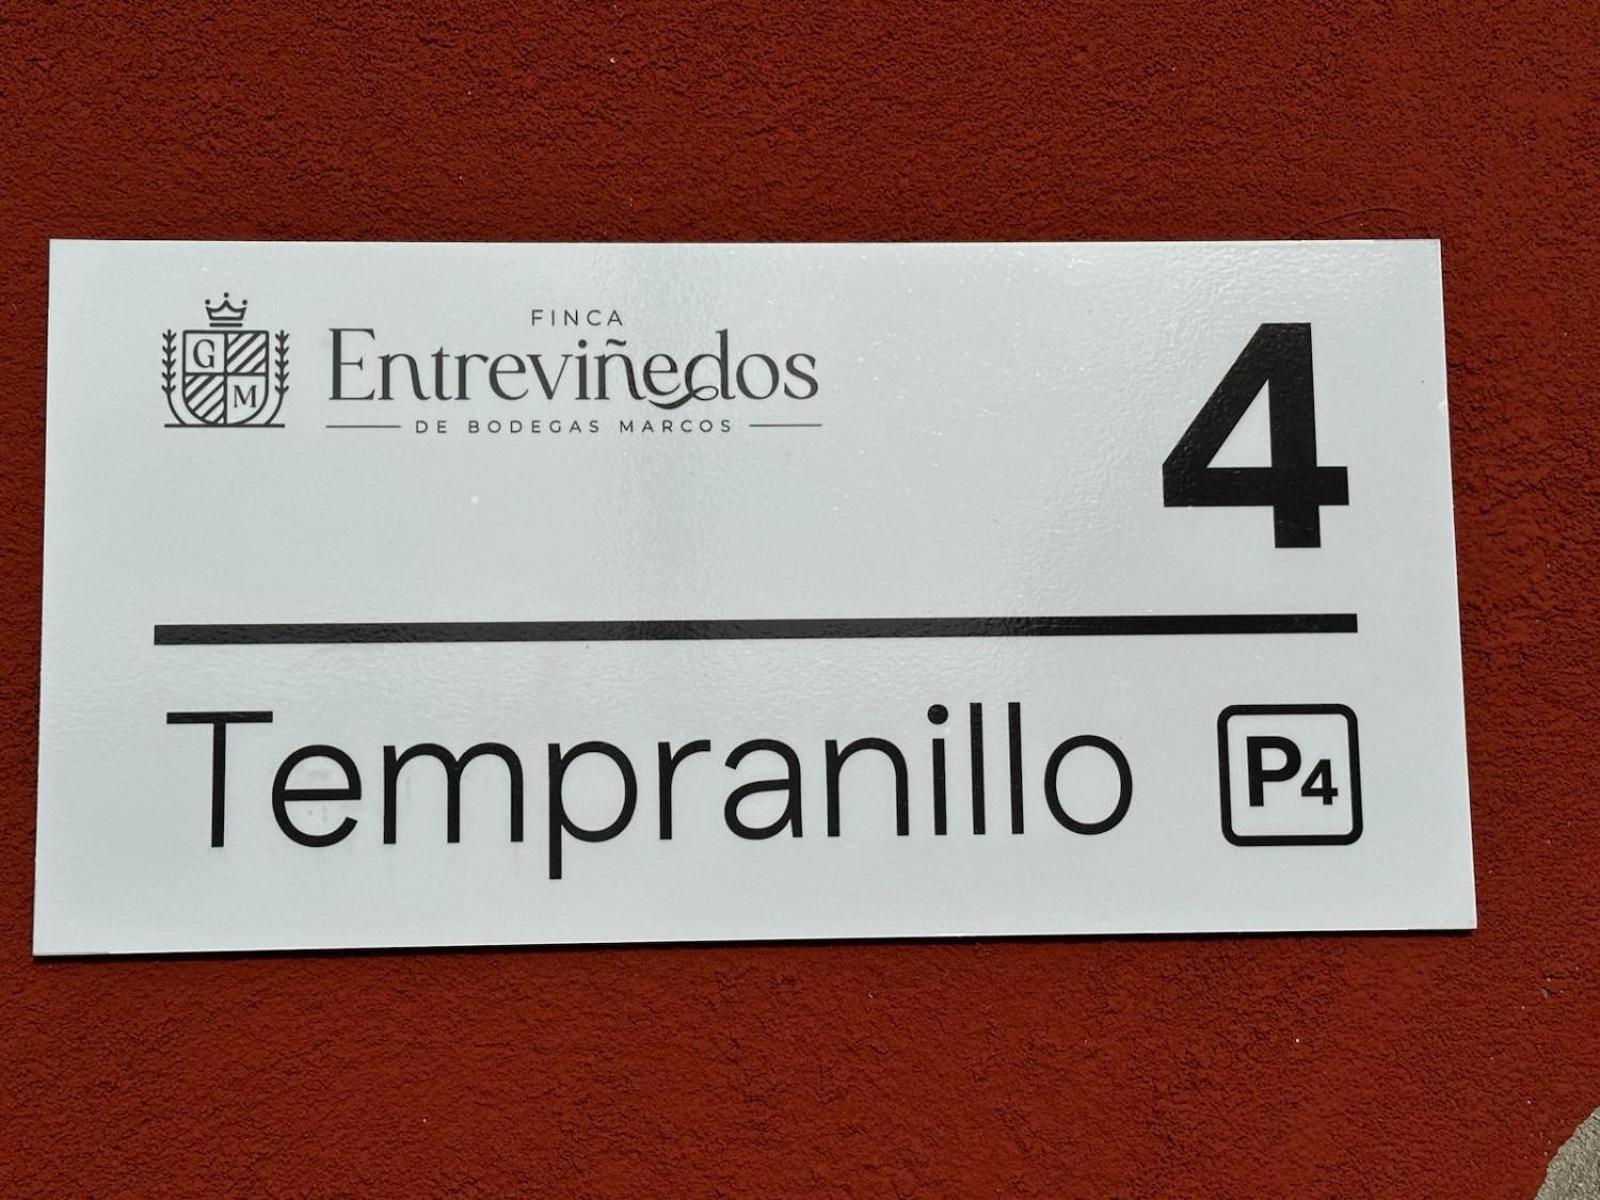 G
M
FINCA
Entreviñedos
DE BODEGAS MARCOS
4
Tempranillo
P4